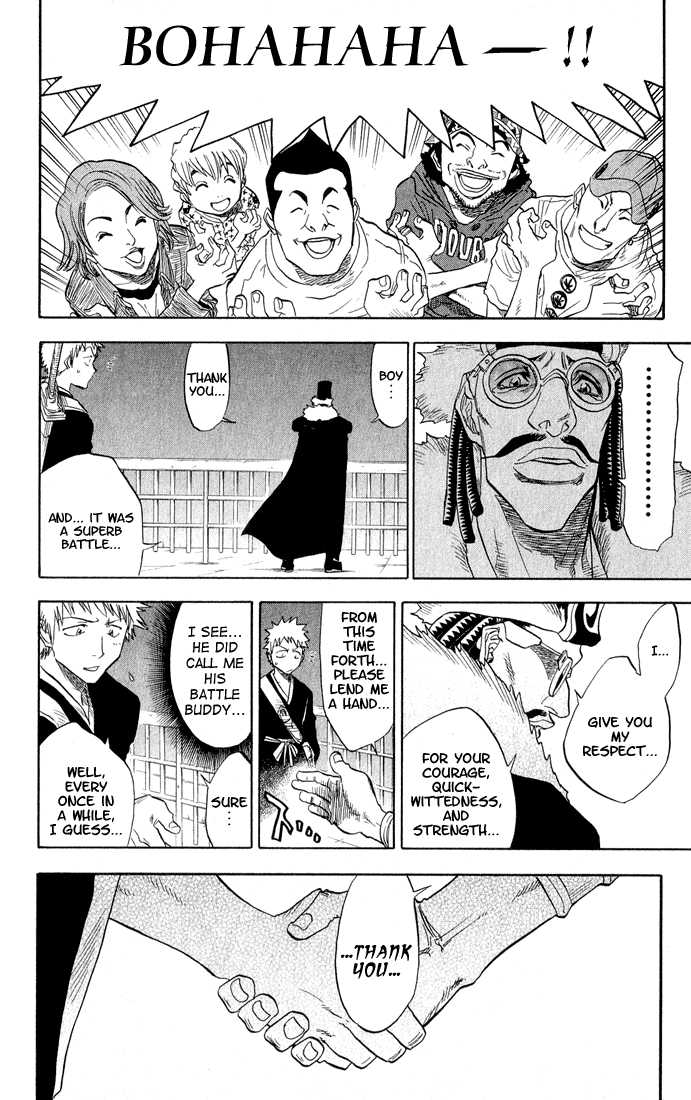 BOHAHAHA — !!
DOUB
.........
BOY
...
THANK
YOU...
AND... IT WAS
A SUPERB
BATTLE...
I...
GIVE YOU
MY
RESPECT...
FOR YOUR
COURAGE,
QUICK-
WITTEDNESS,
AND
STRENGTH...
FROM
THIS
TIME
FORTH...
PLEASE
LEND ME
A HAND...
I SEE...
HE DID
CALL ME
HIS
BATTLE
BUDDY...
SURE
...
WELL,
EVERY
ONCE IN
A WHILE,
I GUESS...
...THANK
YOU...